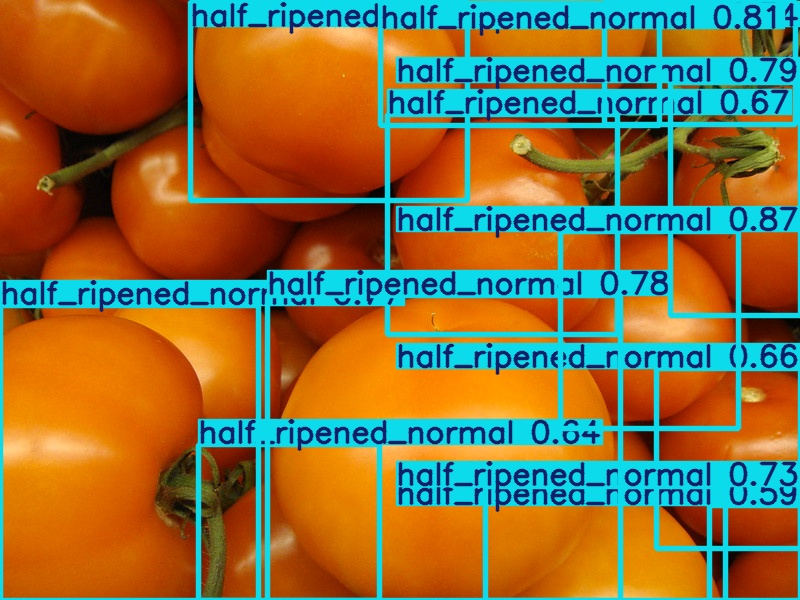 half_ripened
half_ripened_normal 0.81
half_ripened_normal 0.79
half_ripened_normal 0.67
half_ripened_normal 0.87
half_ripened_normal
half_ripened_normal 0.78
half_ripened_normal 0.66
half_ripened_normal 0.64
half_ripened_normal 0.73
half_ripened_normal 0.59